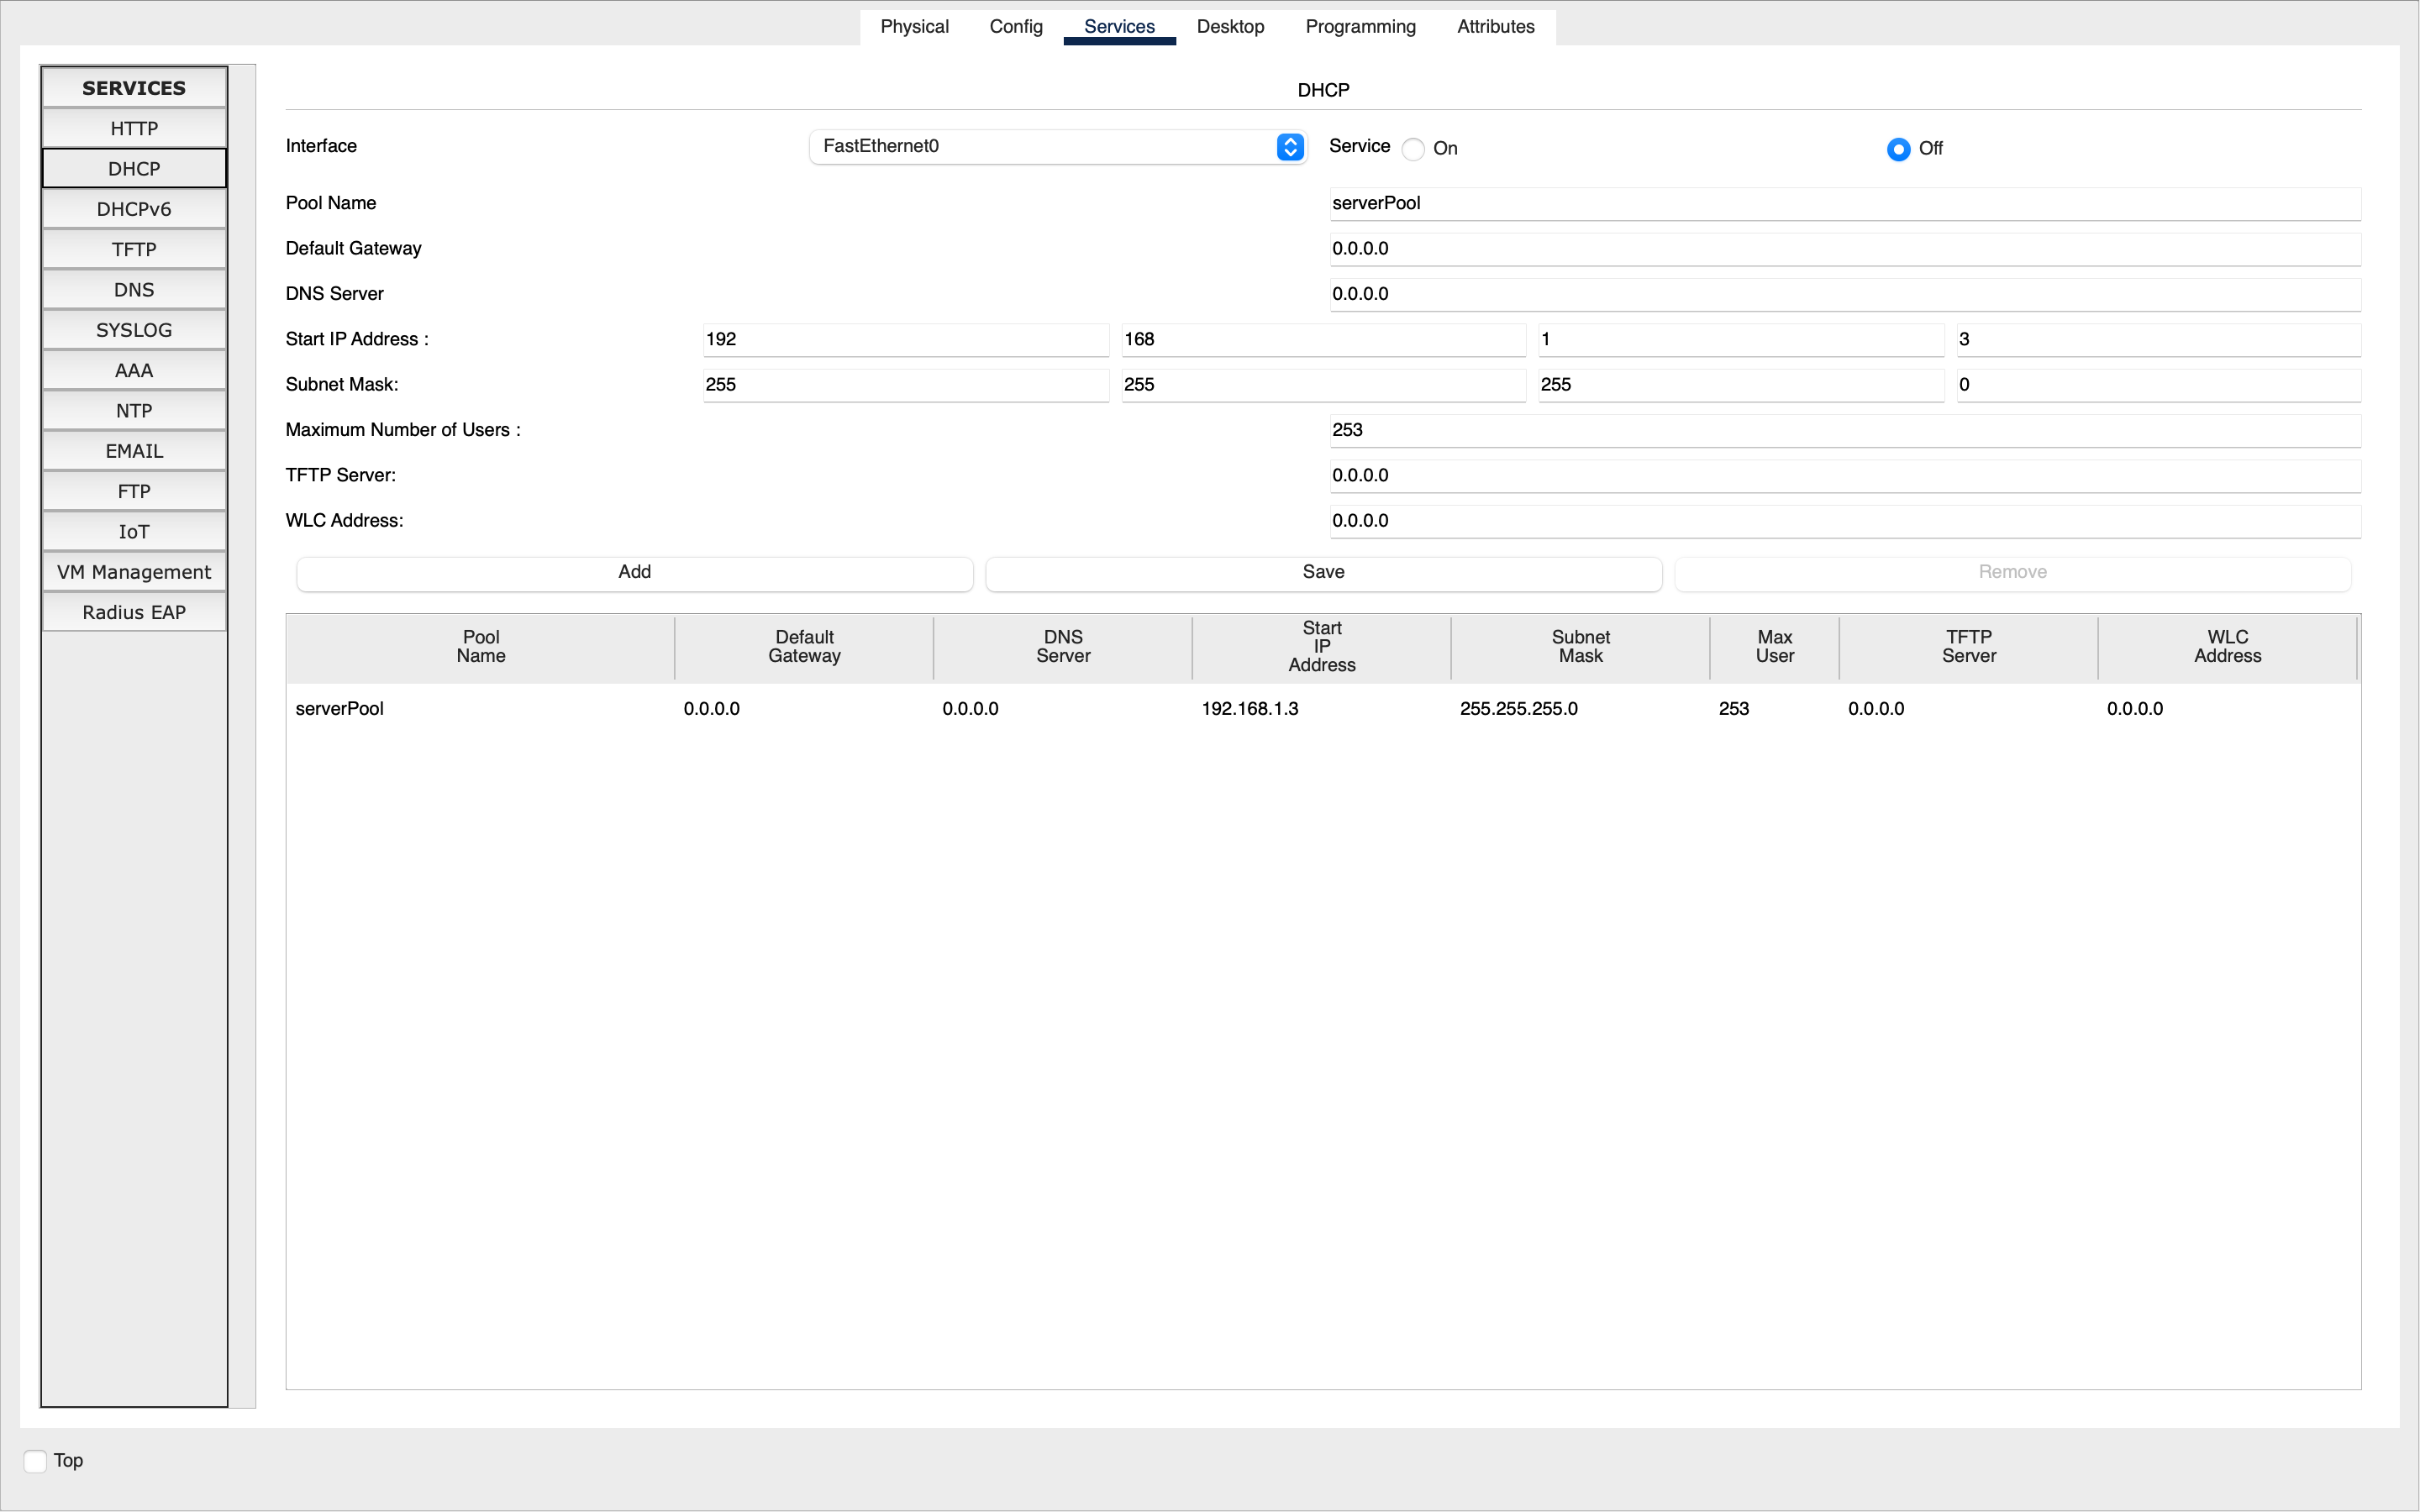 Physical Config Services Desktop Programming Attributes
SERVICES
HTTP
DHCP
DHCPv6
TFTP
DNS
SYSLOG
AAA
NTP
EMAIL
FTP
IoT
VM Management
Radius EAP
DHCP
Interface FastEthernet0 Service On Off
Pool Name serverPool
Default Gateway 0.0.0.0
DNS Server 0.0.0.0
Start IP Address : 192 168 1 3
Subnet Mask: 255 255 255 0
Maximum Number of Users : 253
TFTP Server: 0.0.0.0
WLC Address: 0.0.0.0
Add Save Remove
Pool Name Default Gateway DNS Server Start IP Address Subnet Mask Max User TFTP Server WLC Address
serverPool 0.0.0.0 0.0.0.0 192.168.1.3 255.255.255.0 253 0.0.0.0 0.0.0.0
Top